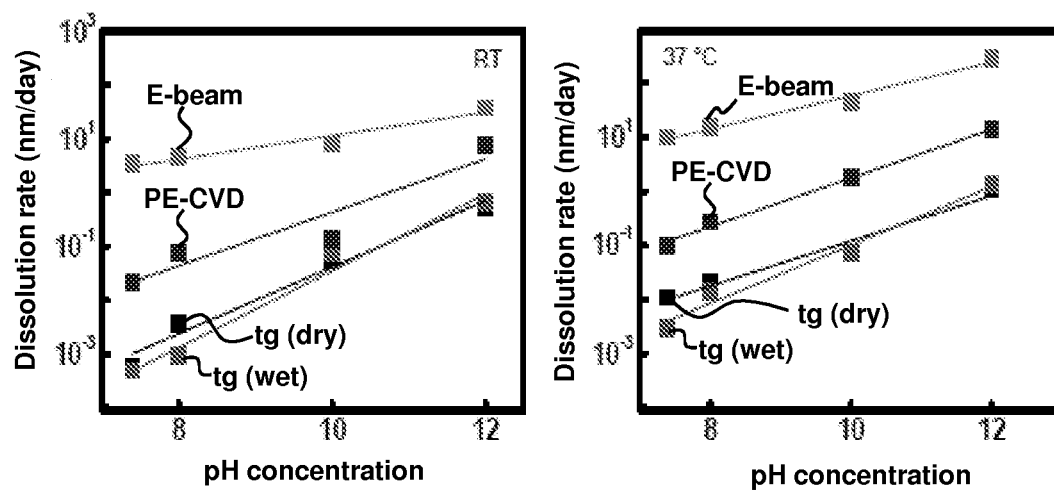 Dissolution rate (nm/day)
10³
10¹
10⁻¹
10⁻³
RT
E-beam
PE-CVD
tg (dry)
tg (wet)
8 10 12
pH concentration
Dissolution rate (nm/day)
10¹
10⁻¹
10⁻³
37 °C
E-beam
PE-CVD
tg (dry)
tg (wet)
8 10 12
pH concentration